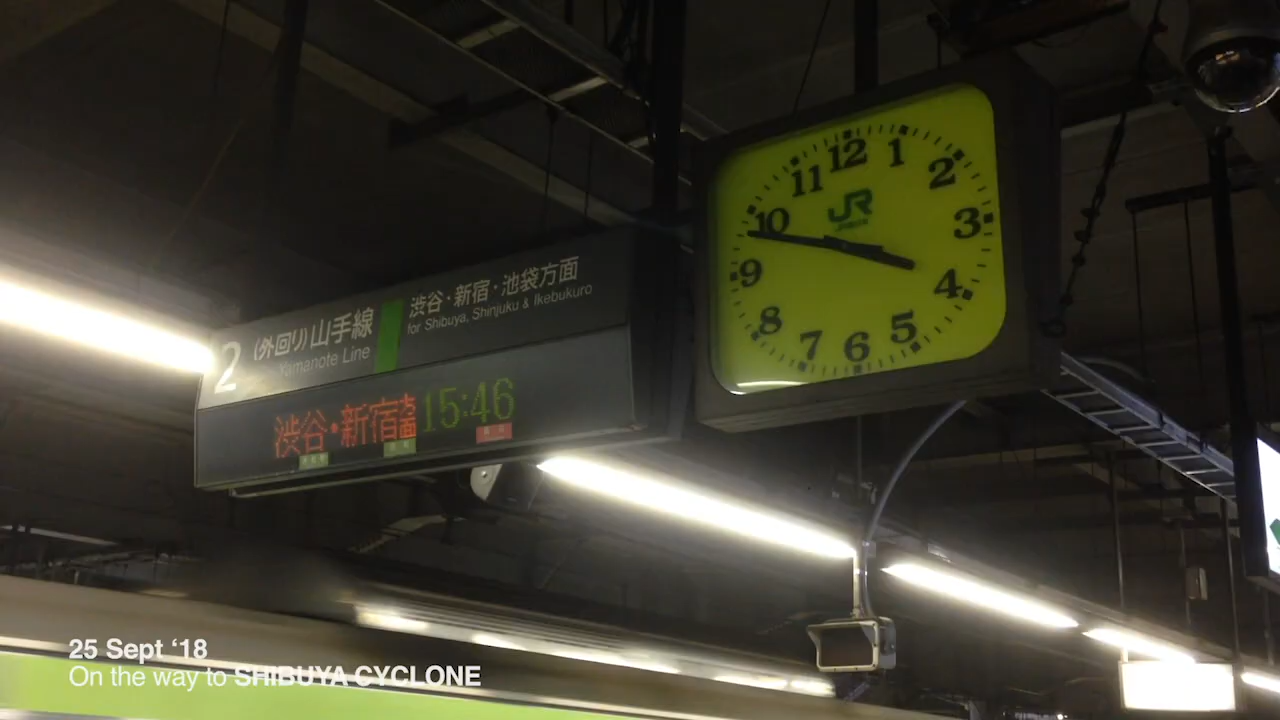 2
(外回り)山手線
Yamanote Line
渋谷・新宿・池袋方面
for Shibuya, Shinjuku & Ikebukuro
渋谷・新宿方面 15:46
12
1
2
3
4
5
6
7
8
9
10
11
JR
25 Sept ‘18
On the way to SHIBUYA CYCLONE